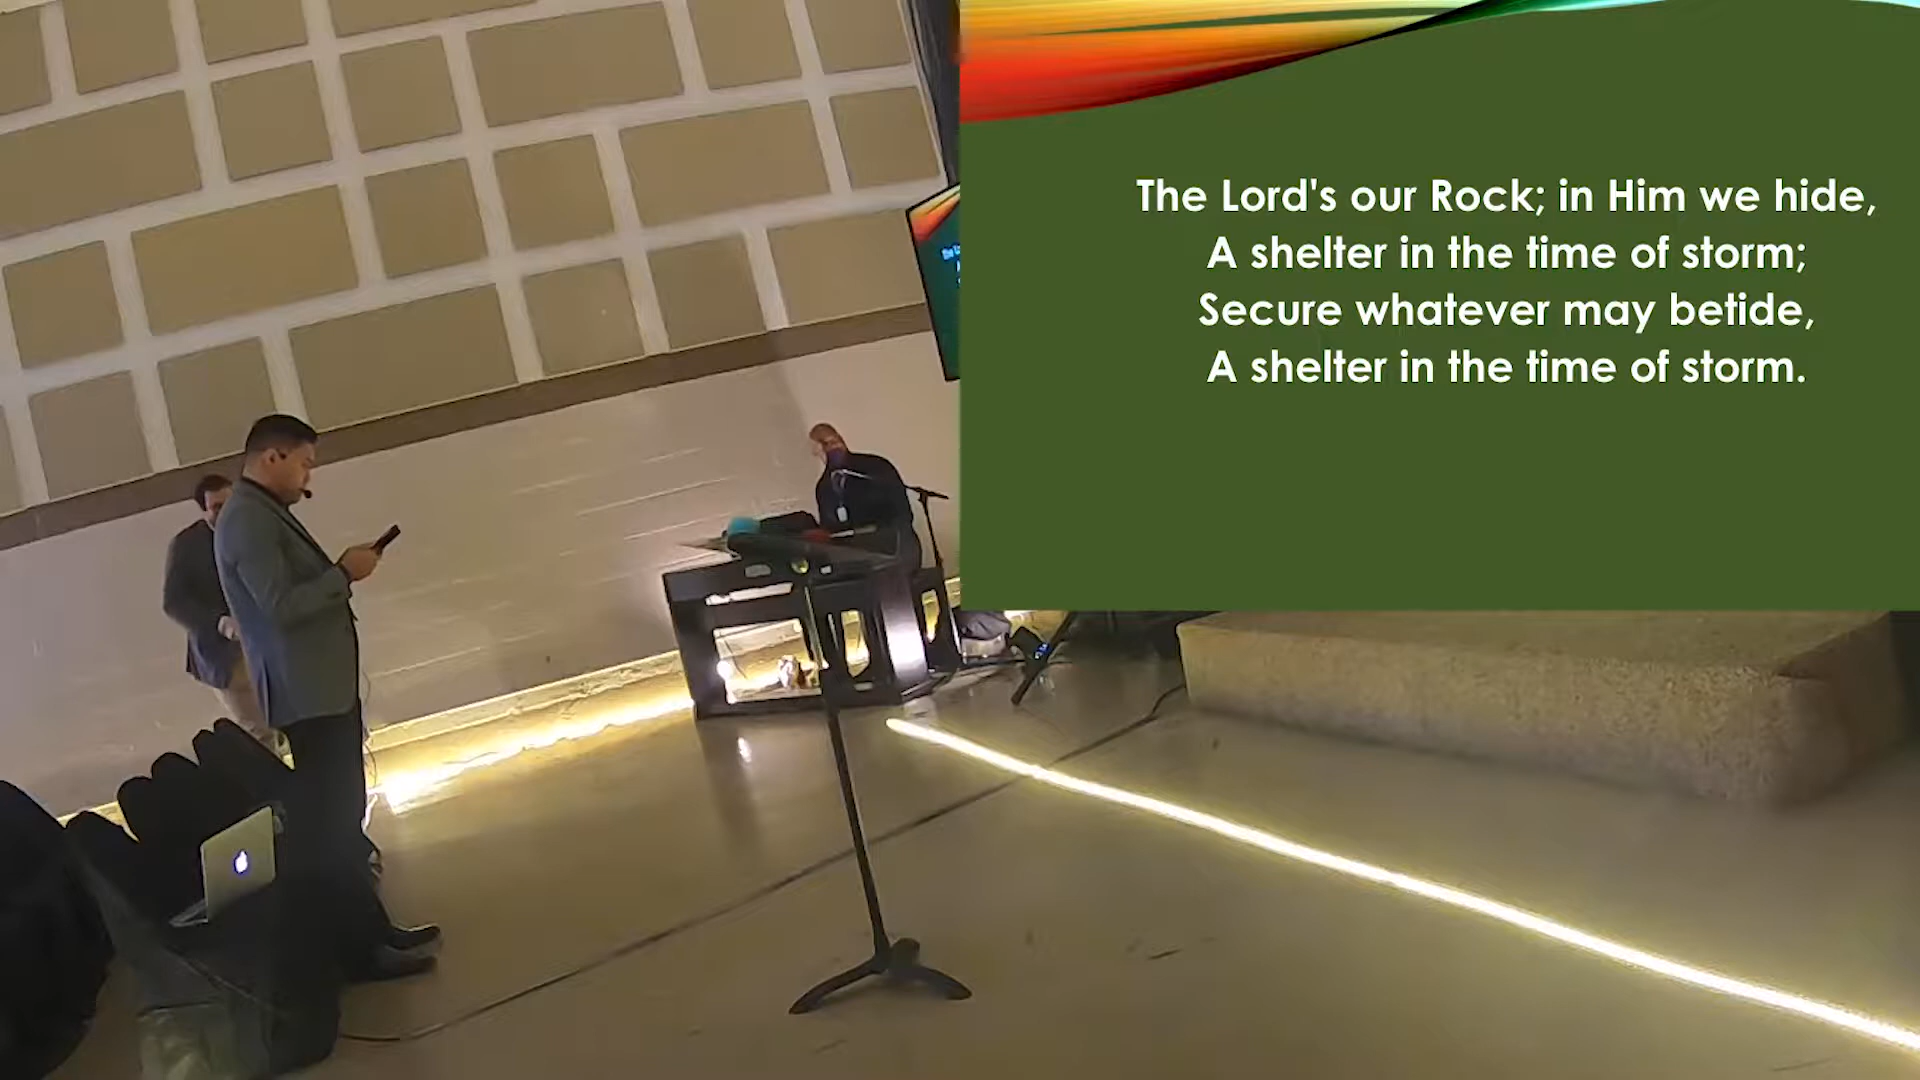 The Lord's our Rock; in Him we hide,
A shelter in the time of storm;
Secure whatever may betide,
A shelter in the time of storm.